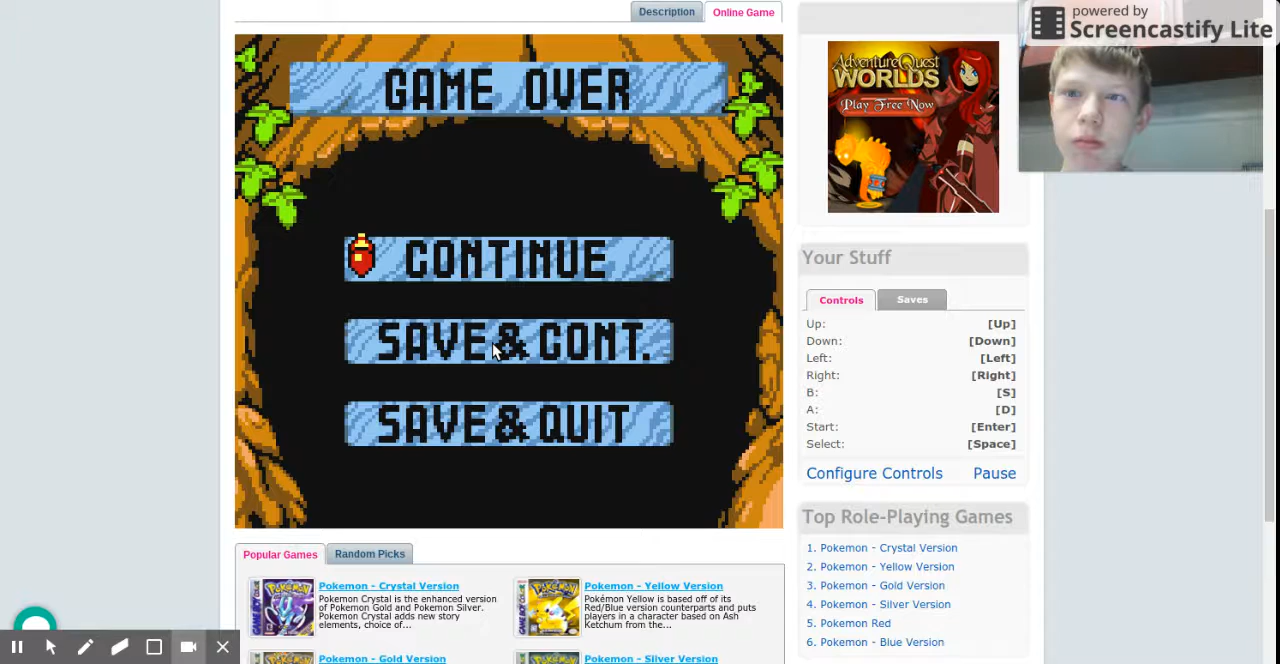 Description
Online Game
powered by
Screencastify Lite
GAME OVER
CONTINUE
SAVE & CONT.
SAVE & QUIT
AdventureQuest
WORLDS
Play Free Now
Your Stuff
Controls
Saves
Up: [Up]
Down: [Down]
Left: [Left]
Right: [Right]
B: [S]
A: [D]
Start: [Enter]
Select: [Space]
Configure Controls
Pause
Top Role-Playing Games
1. Pokemon - Crystal Version
2. Pokemon - Yellow Version
3. Pokemon - Gold Version
4. Pokemon - Silver Version
5. Pokemon Red
6. Pokemon - Blue Version
Popular Games
Random Picks
Pokemon - Crystal Version
Pokemon Crystal is the enhanced version
of Pokemon Gold and Pokemon Silver.
Pokemon Crystal adds new story
elements, choice of...
Pokemon - Yellow Version
Pokémon Yellow is based off of its
Red/Blue version counterparts and puts
players in a character based on Ash
Ketchum from the...
Pokemon - Gold Version
Pokemon - Silver Version